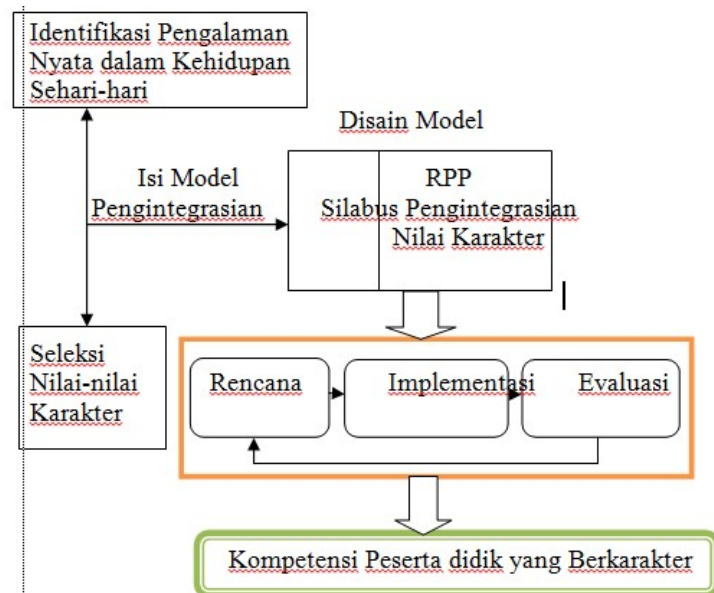 Identifikasi Pengalaman
Nyata dalam Kehidupan
Sehari-hari
Disain Model
Isi Model
Pengintegrasian
RPP
Silabus Pengintegrasian
Nilai Karakter
Seleksi
Nilai-nilai
Karakter
Rencana
Implementasi
Evaluasi
Kompetensi Peserta didik yang Berkarakter